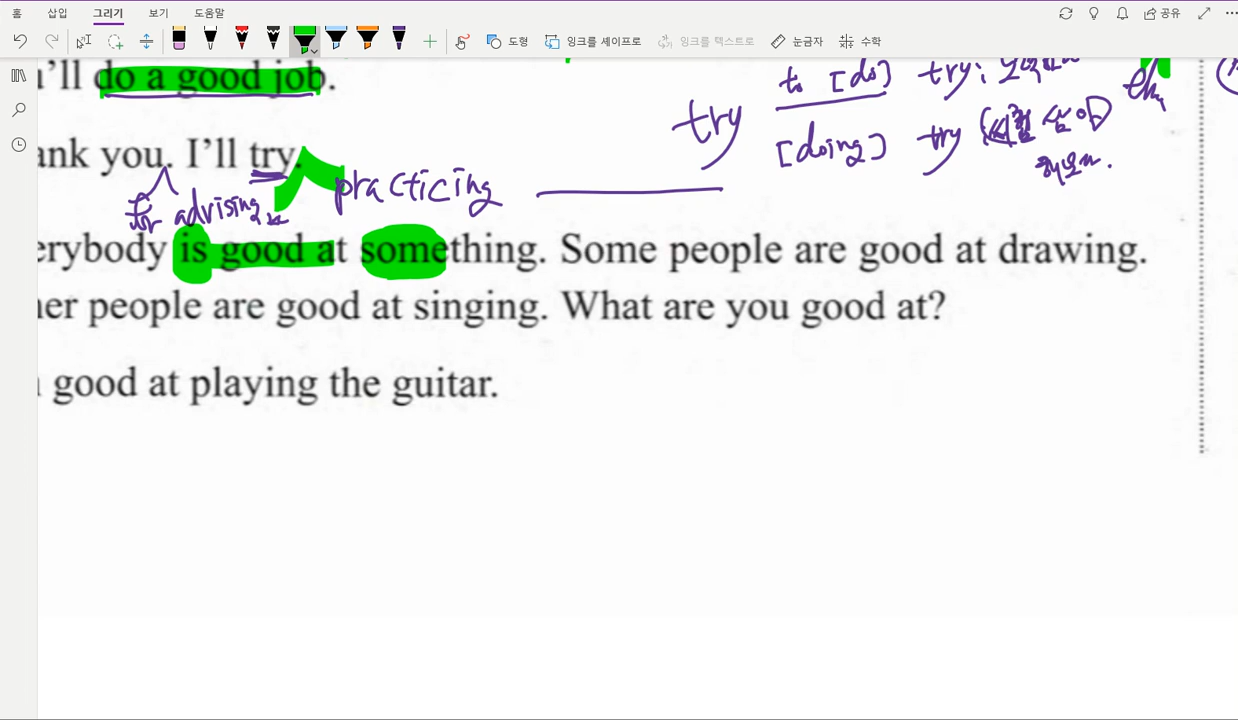 홈 삽입 그리기 보기 도움말 공유
도형 잉크를 셰이프로 잉크를 텍스트로 눈금자 수학
'll do a good job.
to [do] try:
try [doing] try 삼아
ank you. I'll try. practicing
for advising
erybody is good at something. Some people are good at drawing.
her people are good at singing. What are you good at?
good at playing the guitar.